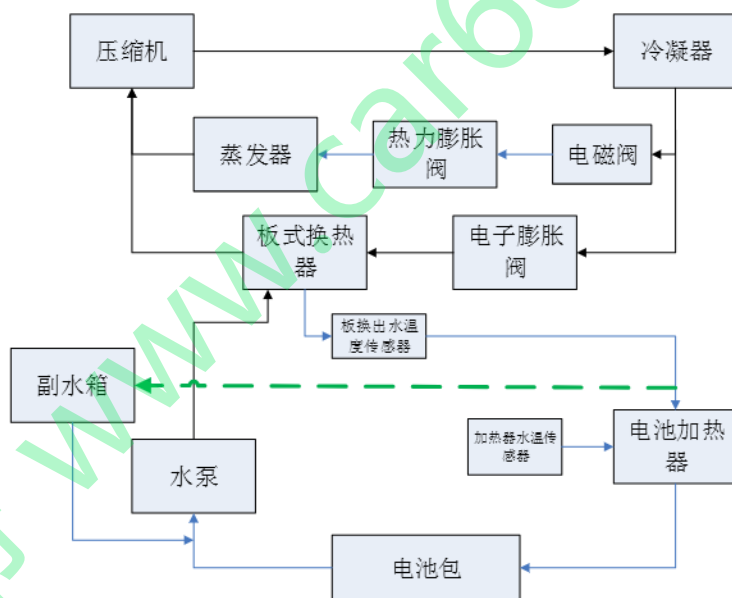 压缩机
冷凝器
蒸发器
热力膨胀
阀
电磁阀
板式换热
器
电子膨胀
阀
板换出水温
度传感器
副水箱
水泵
加热器水温传
感器
电池加热
器
电池包
www.car6